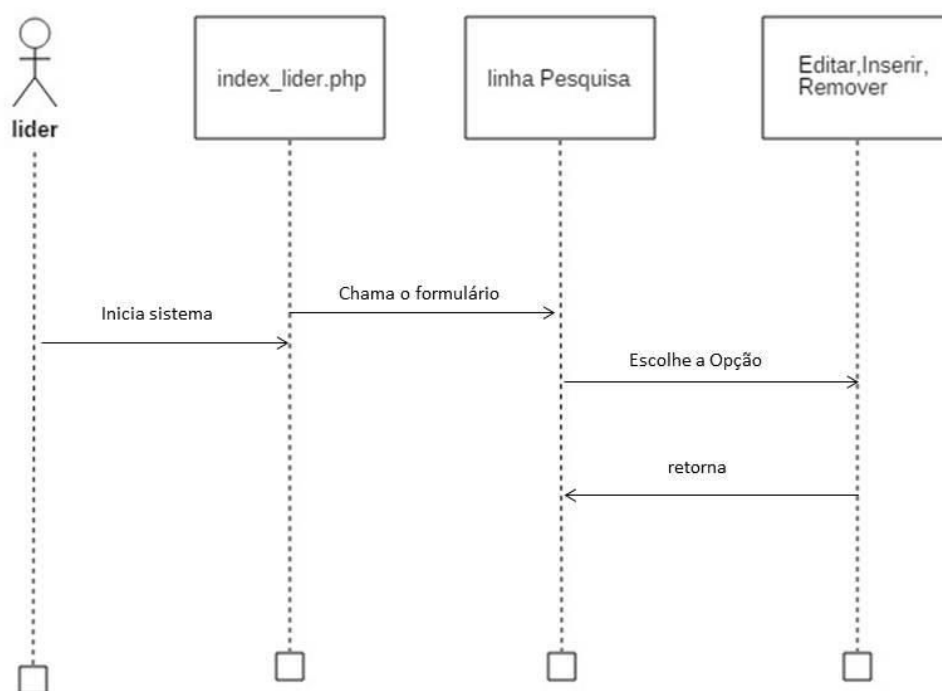 lider
index_lider.php
linha Pesquisa
Editar,Inserir,
Remover
Chama o formulário
Inicia sistema
Escolhe a Opção
retorna